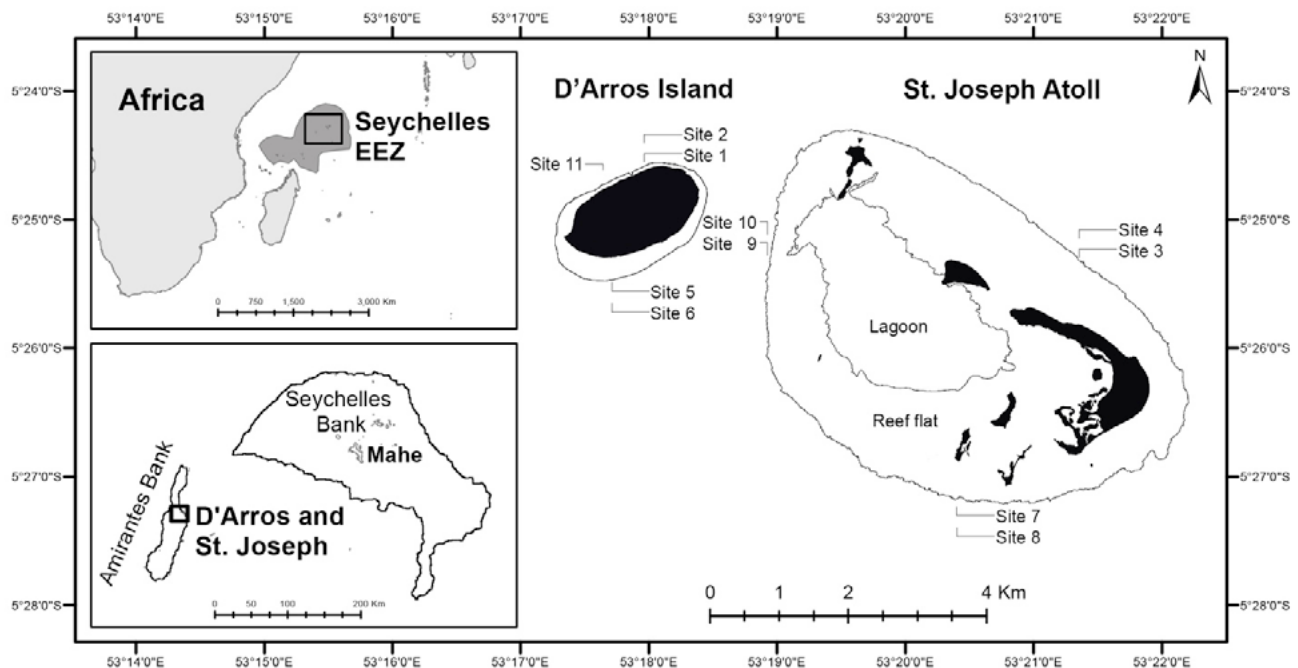 53°14'0"E 53°15'0"E 53°16'0"E 53°17'0"E 53°18'0"E 53°19'0"E 53°20'0"E 53°21'0"E 53°22'0"E
5°24'0"S
5°25'0"S
5°26'0"S
5°27'0"S
5°28'0"S
Africa
Seychelles
EEZ
0 750 1,500 3,000 Km
Seychelles
Bank
Mahe
Amirantes Bank
D'Arros and
St. Joseph
0 50 100 200 Km
D'Arros Island
St. Joseph Atoll
N
Site 2
Site 1
Site 11
Site 10
Site 9
Site 4
Site 3
Site 5
Site 6
Lagoon
Reef flat
Site 7
Site 8
0 1 2 4 Km
5°24'0"S
5°25'0"S
5°26'0"S
5°27'0"S
5°28'0"S
53°14'0"E 53°15'0"E 53°16'0"E 53°17'0"E 53°18'0"E 53°19'0"E 53°20'0"E 53°21'0"E 53°22'0"E